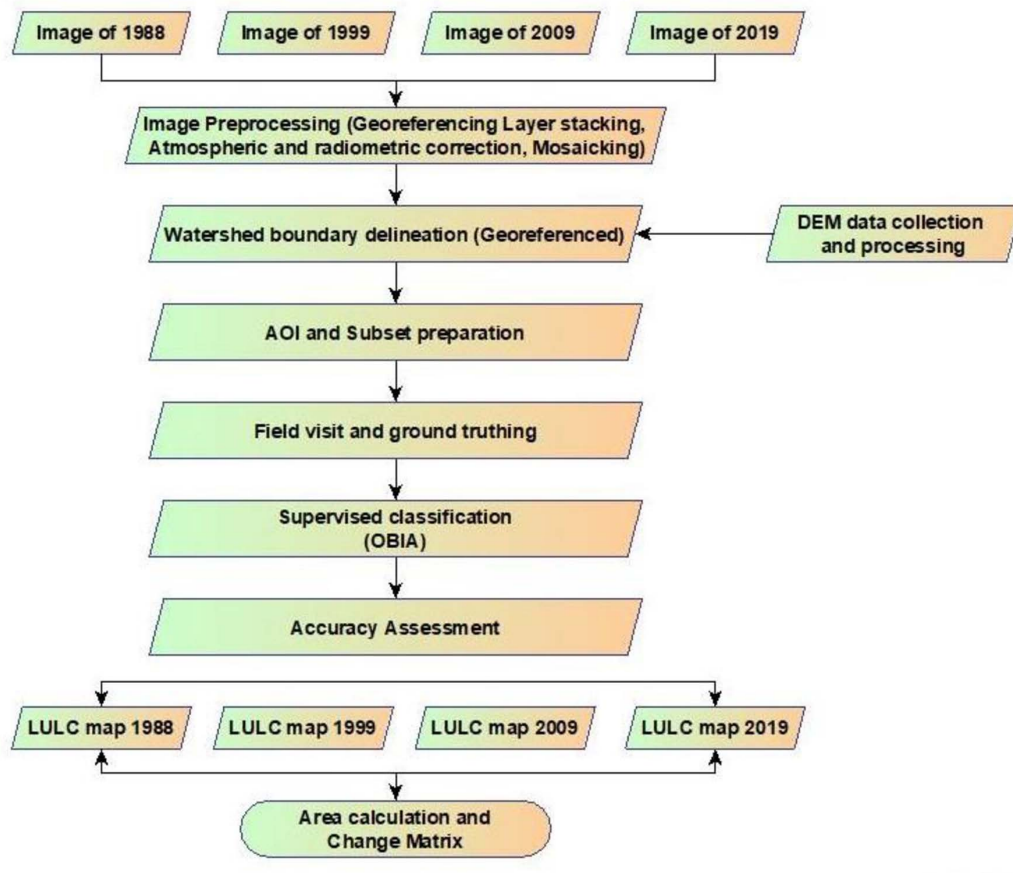 Image of 1988
Image of 1999
Image of 2009
Image of 2019
Image Preprocessing (Georeferencing Layer stacking,
Atmospheric and radiometric correction, Mosaicking)
Watershed boundary delineation (Georefrenced)
DEM data collection
and processing
AOI and Subset preparation
Field visit and ground truthing
Supervised classification
(OBIA)
Accuracy Assessment
LULC map 1988
LULC map 1999
LULC map 2009
LULC map 2019
Area calculation and
Change Matrix